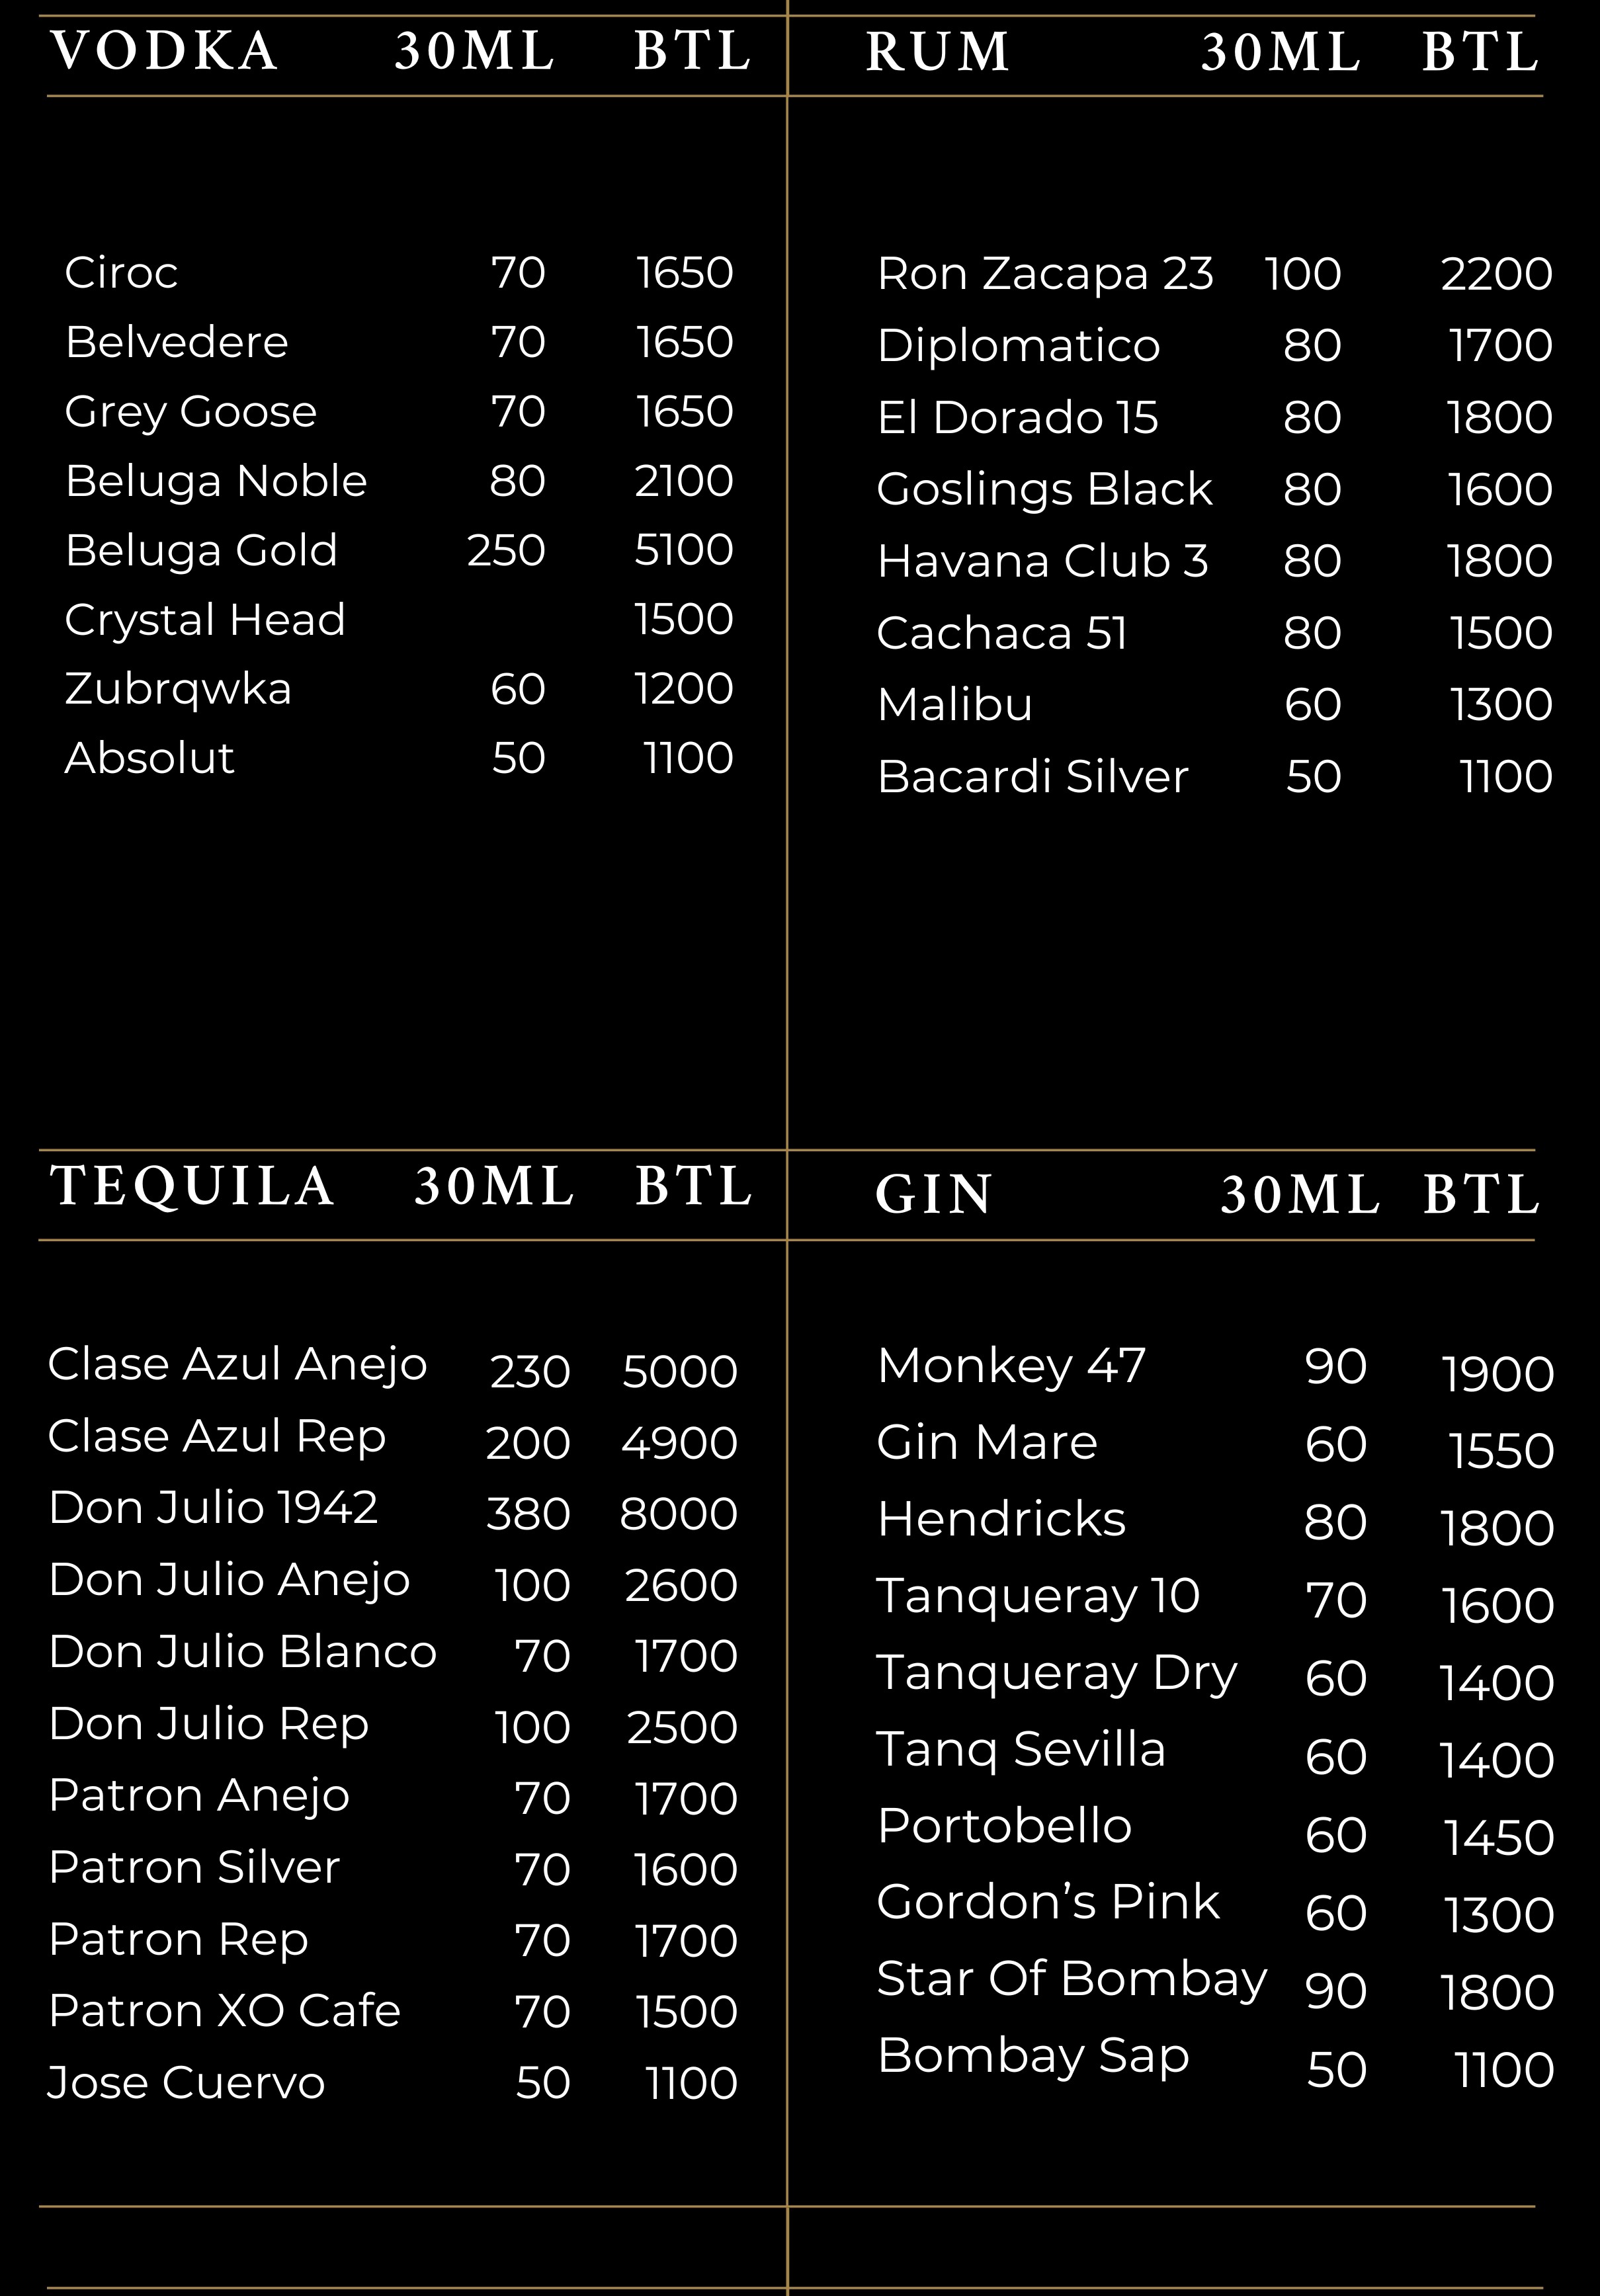 VODKA 30ML BTL
Ciroc 70 1650
Belvedere 70 1650
Grey Goose 70 1650
Beluga Noble 80 2100
Beluga Gold 250 5100
Crystal Head 1500
Zubrqwka 60 1200
Absolut 50 1100
RUM 30ML BTL
Ron Zacapa 23 100 2200
Diplomatico 80 1700
El Dorado 15 80 1800
Goslings Black 80 1600
Havana Club 3 80 1800
Cachaca 51 80 1500
Malibu 60 1300
Bacardi Silver 50 1100
TEQUILA 30ML BTL
Clase Azul Anejo 230 5000
Clase Azul Rep 200 4900
Don Julio 1942 380 8000
Don Julio Anejo 100 2600
Don Julio Blanco 70 1700
Don Julio Rep 100 2500
Patron Anejo 70 1700
Patron Silver 70 1600
Patron Rep 70 1700
Patron XO Cafe 70 1500
Jose Cuervo 50 1100
GIN 30ML BTL
Monkey 47 90 1900
Gin Mare 60 1550
Hendricks 80 1800
Tanqueray 10 70 1600
Tanqueray Dry 60 1400
Tanq Sevilla 60 1400
Portobello 60 1450
Gordon’s Pink 60 1300
Star Of Bombay 90 1800
Bombay Sap 50 1100